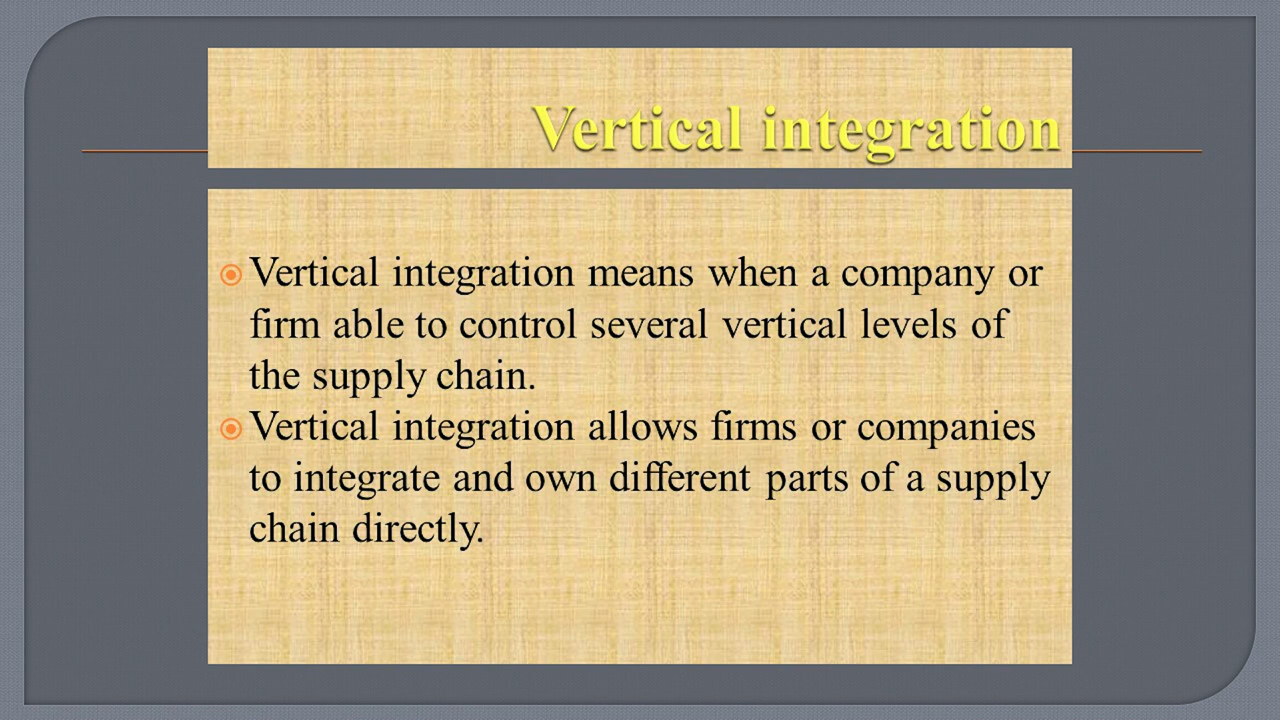 Vertical integration
Vertical integration means when a company or
firm able to control several vertical levels of
the supply chain.
Vertical integration allows firms or companies
to integrate and own different parts of a supply
chain directly.